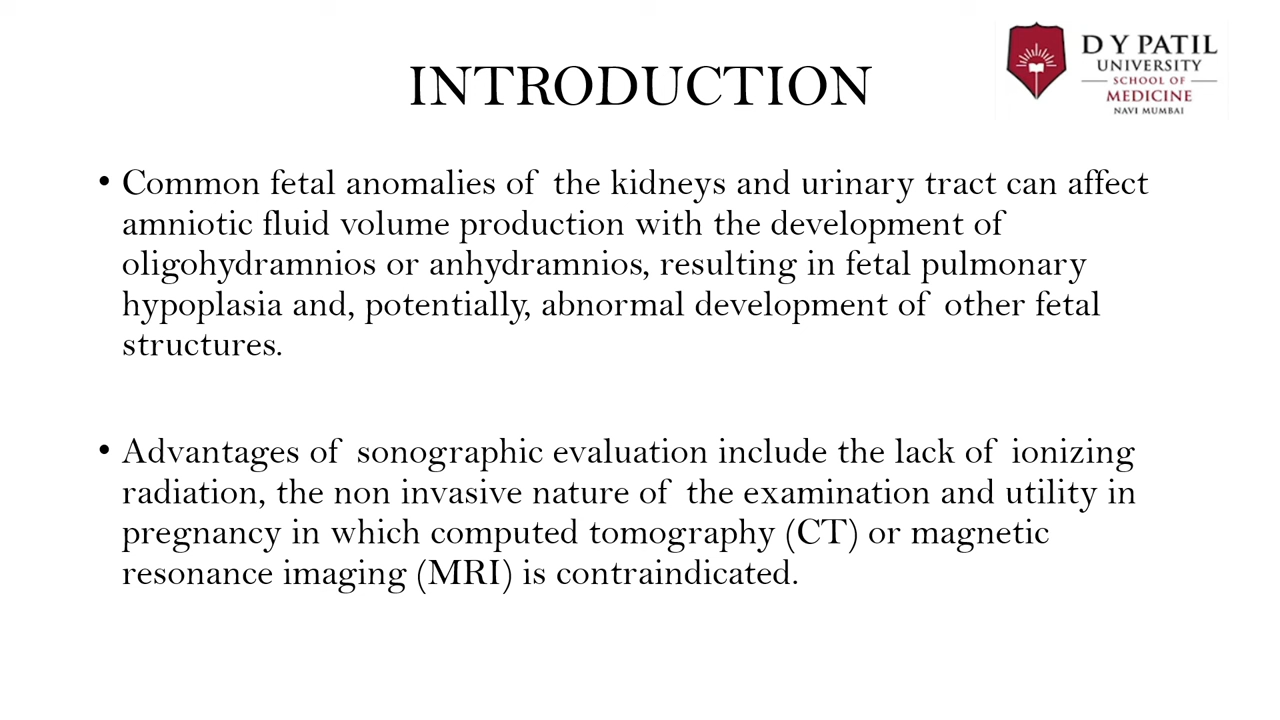 INTRODUCTION
D Y PATIL
UNIVERSITY
SCHOOL OF
MEDICINE
NAVI MUMBAI
• Common fetal anomalies of the kidneys and urinary tract can affect
amniotic fluid volume production with the development of
oligohydramnios or anhydramnios, resulting in fetal pulmonary
hypoplasia and, potentially, abnormal development of other fetal
structures.
• Advantages of sonographic evaluation include the lack of ionizing
radiation, the non invasive nature of the examination and utility in
pregnancy in which computed tomography (CT) or magnetic
resonance imaging (MRI) is contraindicated.